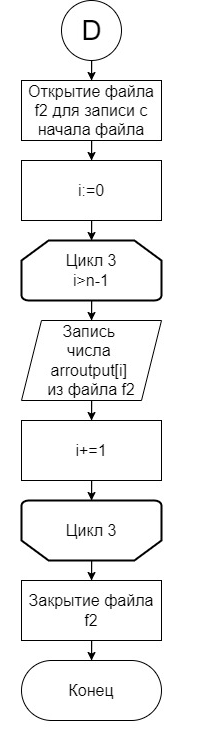 D
Открытие файла
f2 для записи с
начала файла
i:=0
Цикл 3
i>n-1
Запись
числа
arroutput[i]
из файла f2
i+=1
Цикл 3
Закрытие файла
f2
Конец